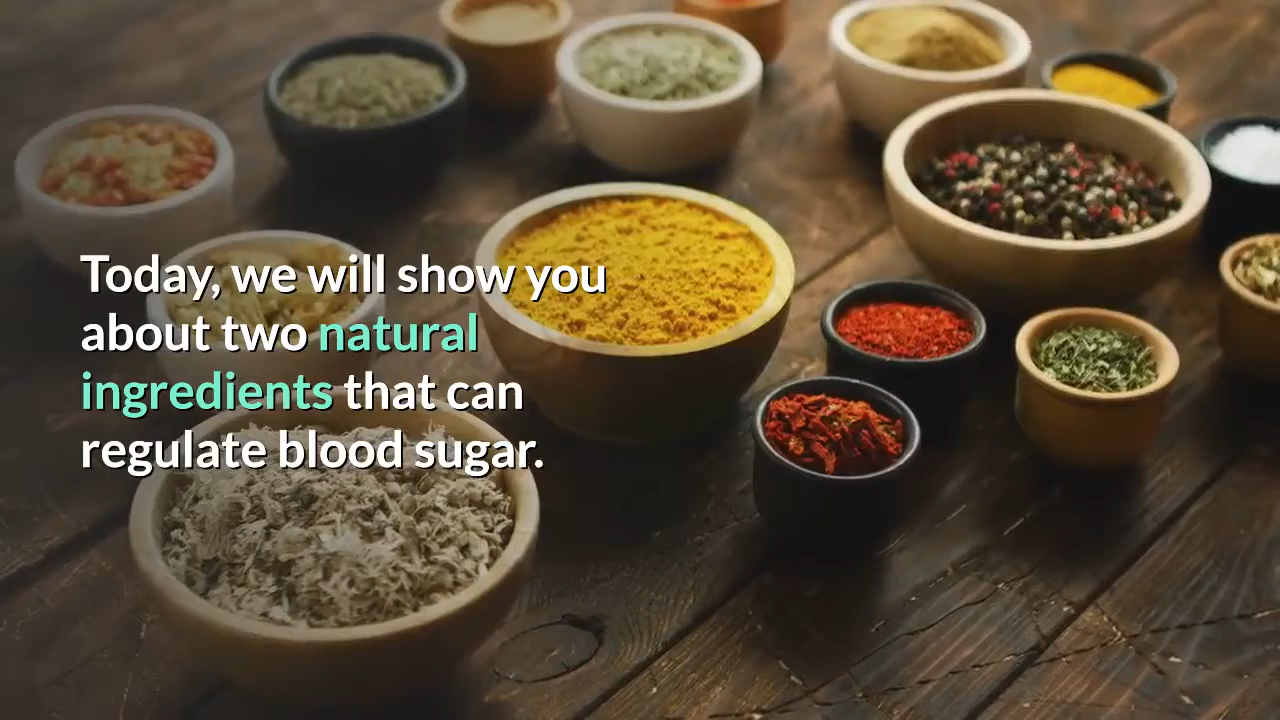 Today, we will show you
about two natural
ingredients that can
regulate blood sugar.